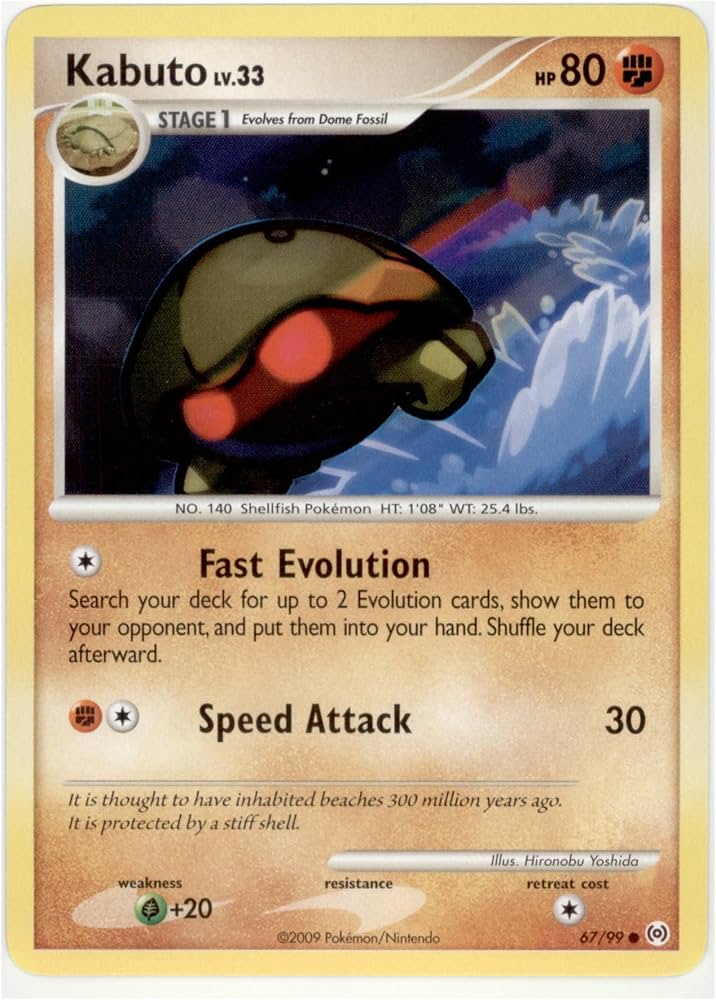 Kabuto LV.33
HP 80
STAGE 1 Evolves from Dome Fossil
NO. 140 Shellfish Pokémon HT: 1'08" WT: 25.4 lbs.
Fast Evolution
Search your deck for up to 2 Evolution cards, show them to
your opponent, and put them into your hand. Shuffle your deck
afterward.
Speed Attack 30
It is thought to have inhabited beaches 300 million years ago.
It is protected by a stiff shell.
Illus. Hironobu Yoshida
weakness resistance retreat cost
+20
©2009 Pokémon/Nintendo 67/99